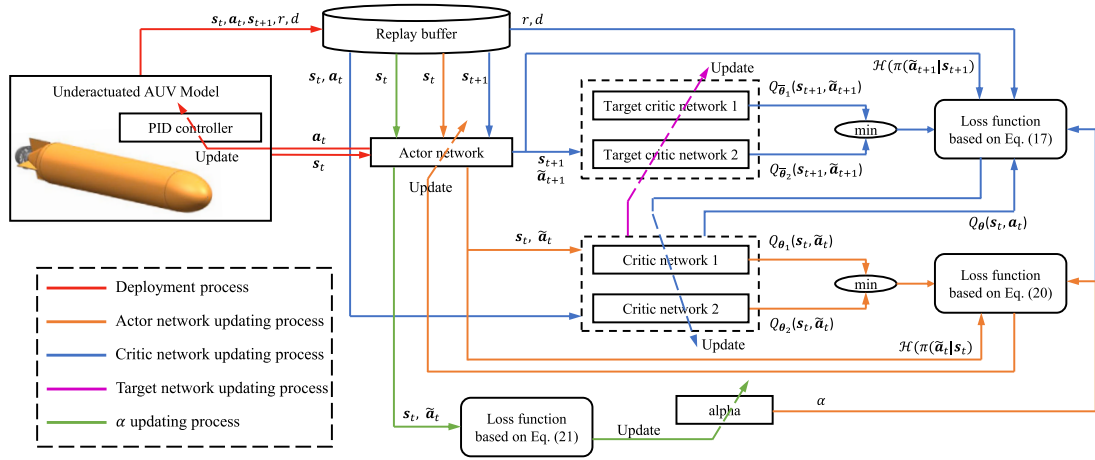 s_t, a_t, s_{t+1}, r, d
Replay buffer
r, d
s_t, a_t
s_t
s_t
s_{t+1}
Update
ℋ(π(ã_{t+1}|s_{t+1})
Underactuated AUV Model
PID controller
Update
a_t
s_t
Actor network
Update
s_{t+1}
ã_{t+1}
Target critic network 1
Target critic network 2
Q_{θ̄_1}(s_{t+1}, ã_{t+1})
min
Q_{θ̄_2}(s_{t+1}, ã_{t+1})
Loss function
based on Eq. (17)
Q_θ(s_t, a_t)
s_t, ã_t
Critic network 1
Critic network 2
Update
Q_{θ_1}(s_t, ã_t)
min
Q_{θ_2}(s_t, ã_t)
Loss function
based on Eq. (20)
ℋ(π(ã_t|s_t)
Deployment process
Actor network updating process
Critic network updating process
Target network updating process
α updating process
s_t, ã_t
Loss function
based on Eq. (21)
Update
alpha
α